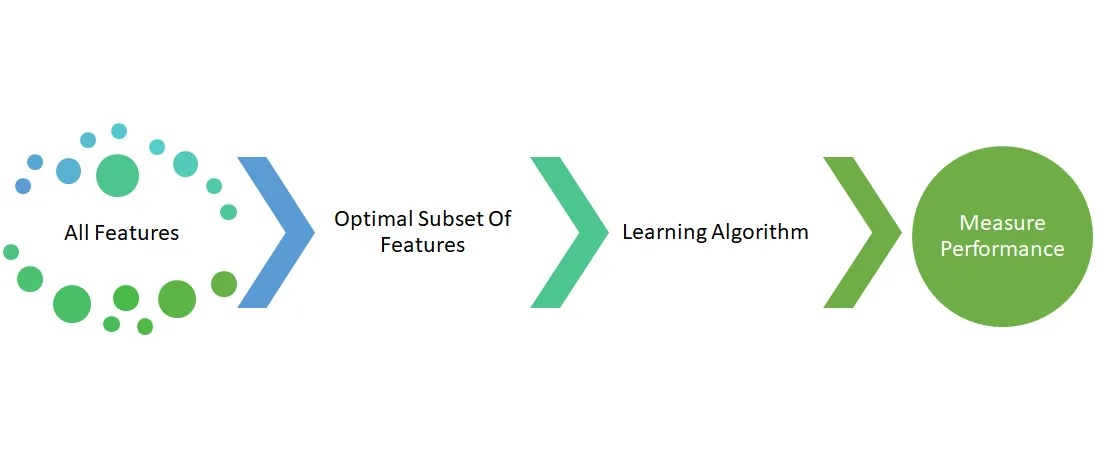 All Features
Optimal Subset Of
Features
Learning Algorithm
Measure
Performance